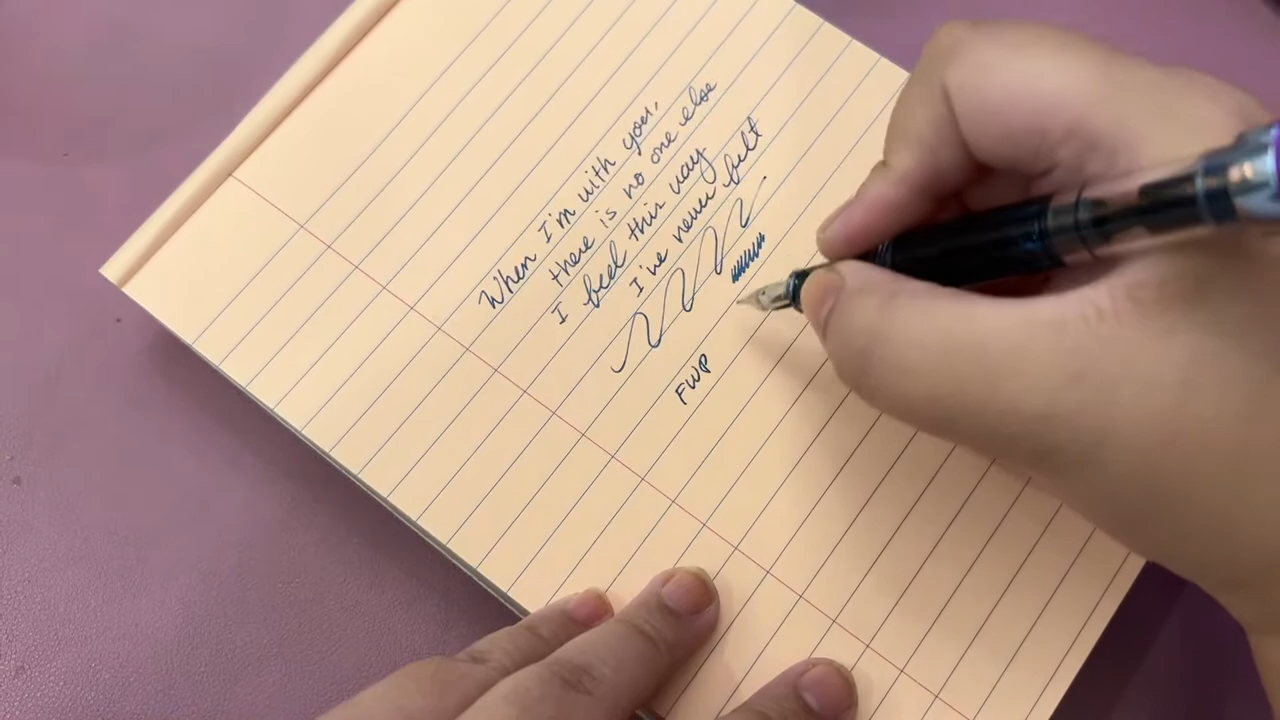 When I'm with you,
there is no one else
I feel this way
I've never felt
FWP